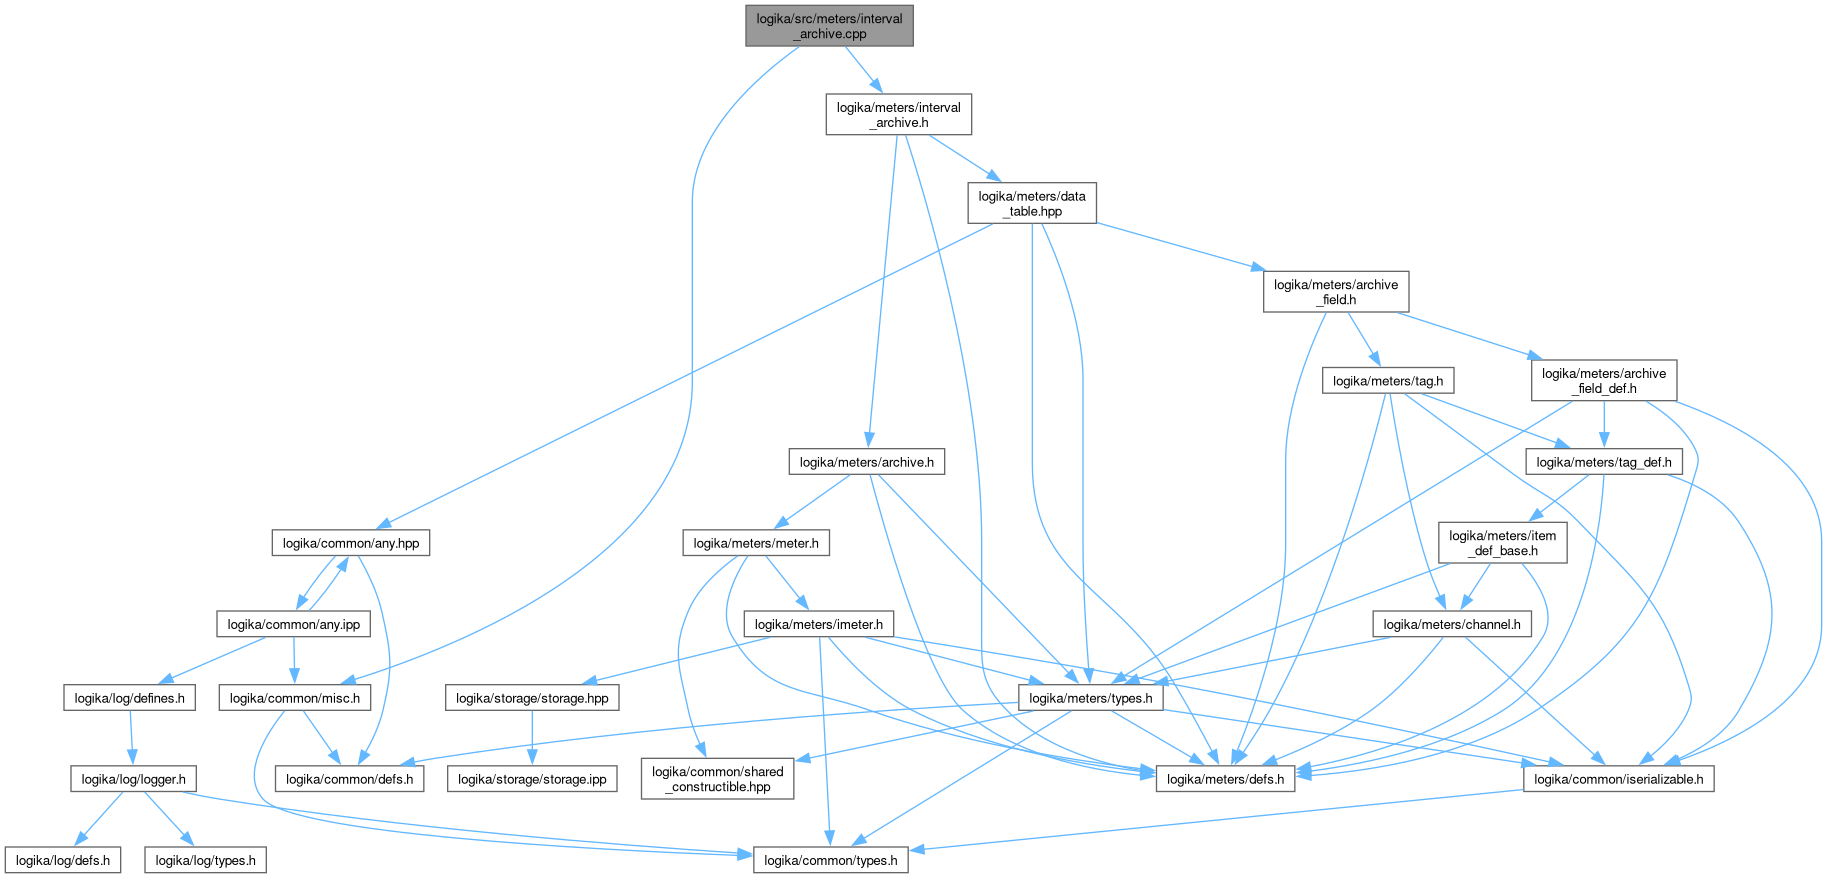 logika/src/meters/interval
_archive.cpp
logika/meters/interval
_archive.h
logika/meters/data
_table.hpp
logika/meters/archive
_field.h
logika/meters/tag.h
logika/meters/archive
_field_def.h
logika/meters/archive.h
logika/meters/tag_def.h
logika/common/any.hpp
logika/meters/meter.h
logika/meters/item
_def_base.h
logika/common/any.ipp
logika/meters/imeter.h
logika/meters/channel.h
logika/log/defines.h
logika/common/misc.h
logika/storage/storage.hpp
logika/meters/types.h
logika/log/logger.h
logika/common/defs.h
logika/storage/storage.ipp
logika/common/shared
_constructible.hpp
logika/meters/defs.h
logika/common/iserializable.h
logika/log/defs.h
logika/log/types.h
logika/common/types.h